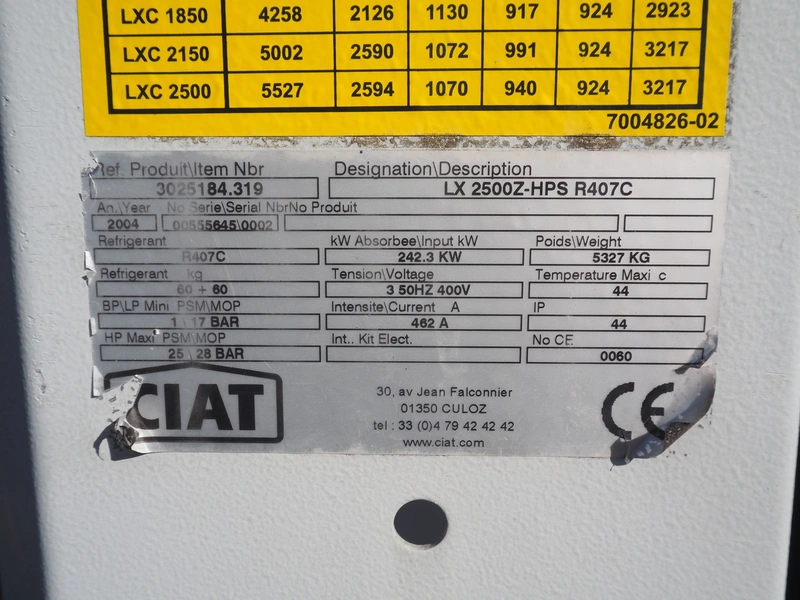 LXC 1850 4258 2126 1130 917 924 2923
LXC 2150 5002 2590 1072 991 924 3217
LXC 2500 5527 2594 1070 940 924 3217
7004826-02
Ref. Produit\Item Nbr Designation\Description
3025184.319 LX 2500Z-HPS R407C
An.\Year No Serie\Serial Nbr No Produit
2004 00555645\0002
Refrigerant kW Absorbee\Input kW Poids\Weight
R407C 242.3 KW 5327 KG
Refrigerant kg Tension\Voltage Temperature Maxi c
60 + 60 3 50HZ 400V 44
BP\LP Mini PSM\MOP Intensite\Current A IP
1 \ 17 BAR 462 A 44
HP Maxi PSM\MOP Int.. Kit Elect. No CE
25 \ 28 BAR 0060
CIAT
30, av Jean Falconnier
01350 CULOZ
tel : 33 (0)4 79 42 42 42
www.ciat.com
CE